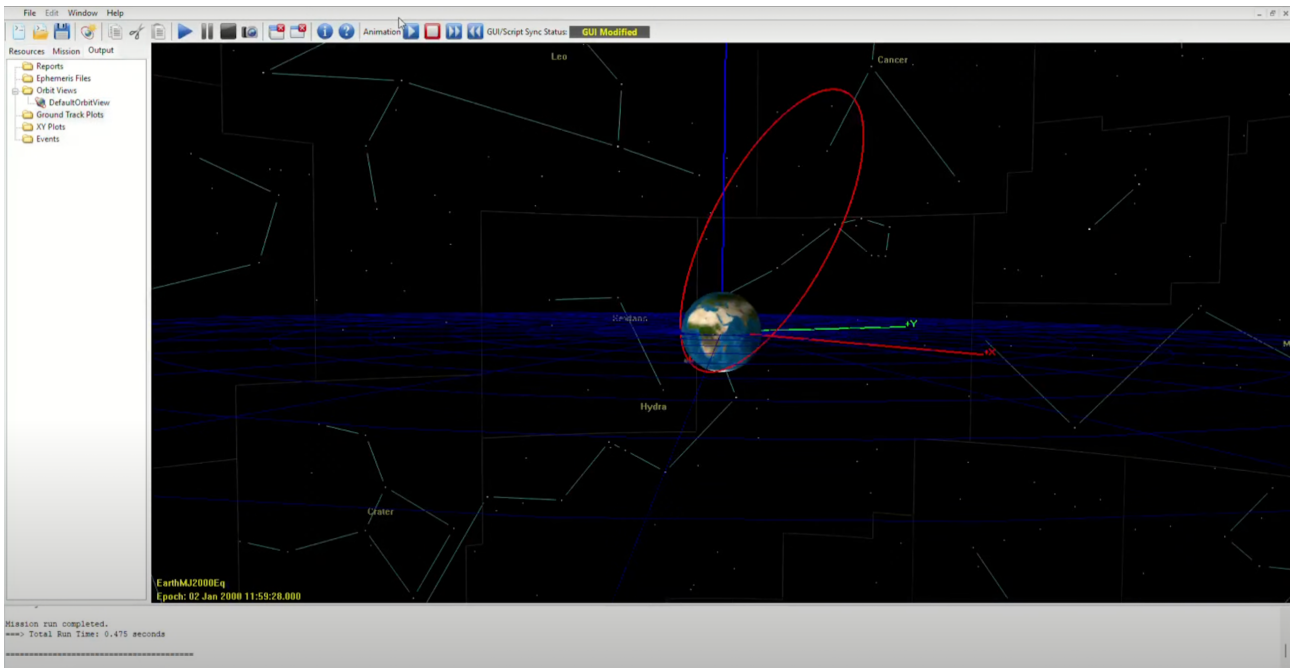 File Edit Window Help
Animation GUI/Script Sync Status: GUI Modified
Resources Mission Output
Reports
Ephemeris Files
Orbit Views
DefaultOrbitView
Ground Track Plots
XY Plots
Events
Leo
Cancer
+Y
+X
Hydra
Crater
EarthMJ2000Eq
Epoch: 02 Jan 2000 11:59:28.000
Mission run completed.
===> Total Run Time: 0.475 seconds
========================================